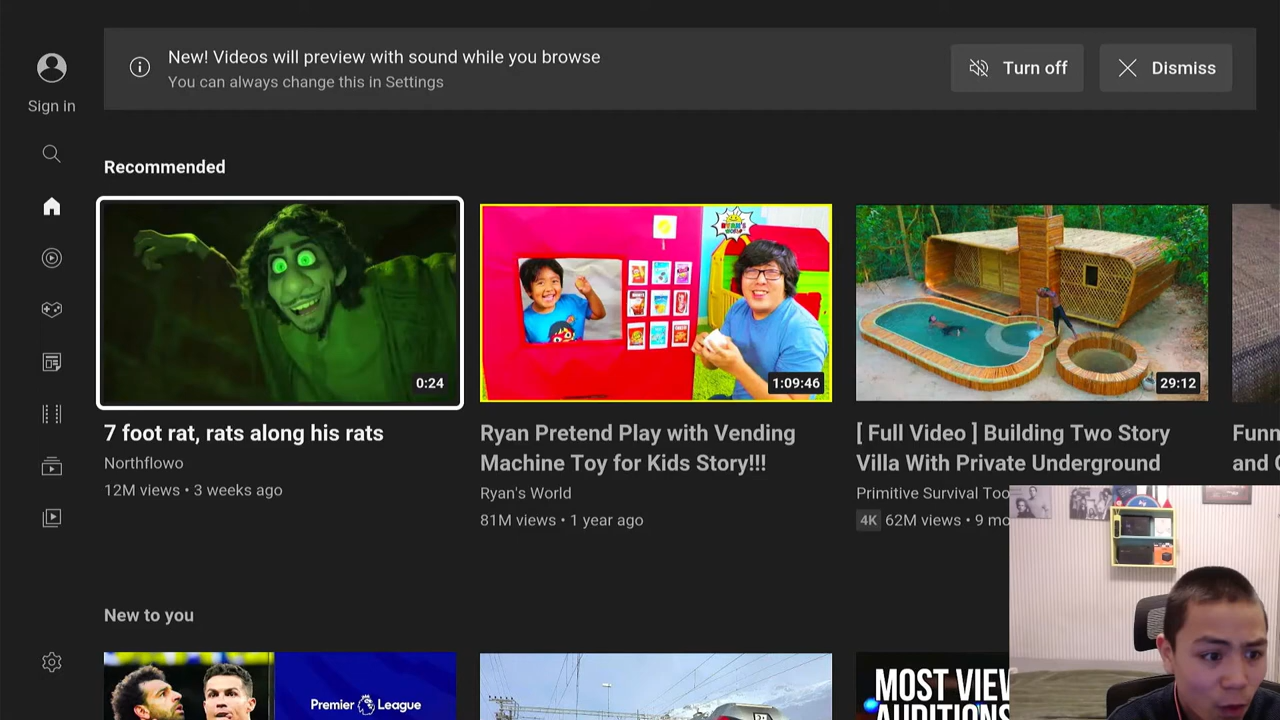 New! Videos will preview with sound while you browse
You can always change this in Settings
Turn off
Dismiss
Sign in
Recommended
0:24
RYAN'S WORLD
1:09:46
29:12
7 foot rat, rats along his rats
Northflowo
12M views • 3 weeks ago
Ryan Pretend Play with Vending
Machine Toy for Kids Story!!!
Ryan's World
81M views • 1 year ago
[ Full Video ] Building Two Story
Villa With Private Underground
Primitive Survival Too
4K 62M views • 9 mo
Funn
and C
New to you
Premier League
MOST VIEW
AUDITIONS